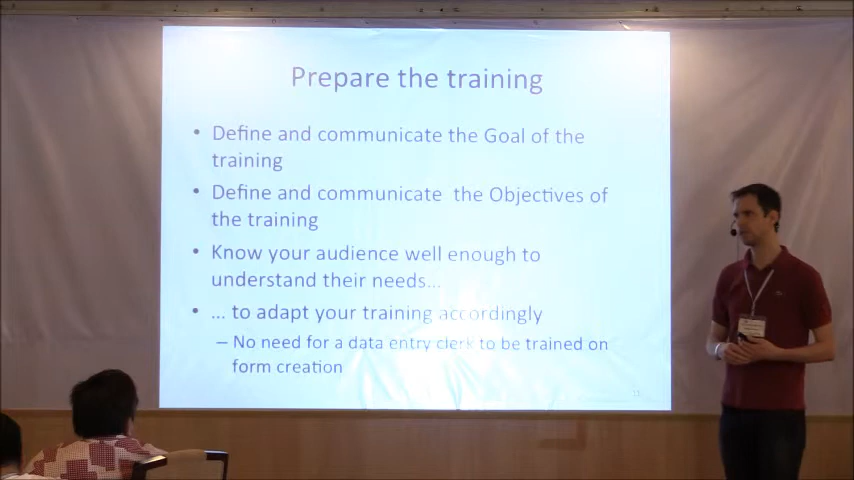 Prepare the training
• Define and communicate the Goal of the
training
• Define and communicate the Objectives of
the training
• Know your audience well enough to
understand their needs...
• ... to adapt your training accordingly
– No need for a data entry clerk to be trained on
form creation